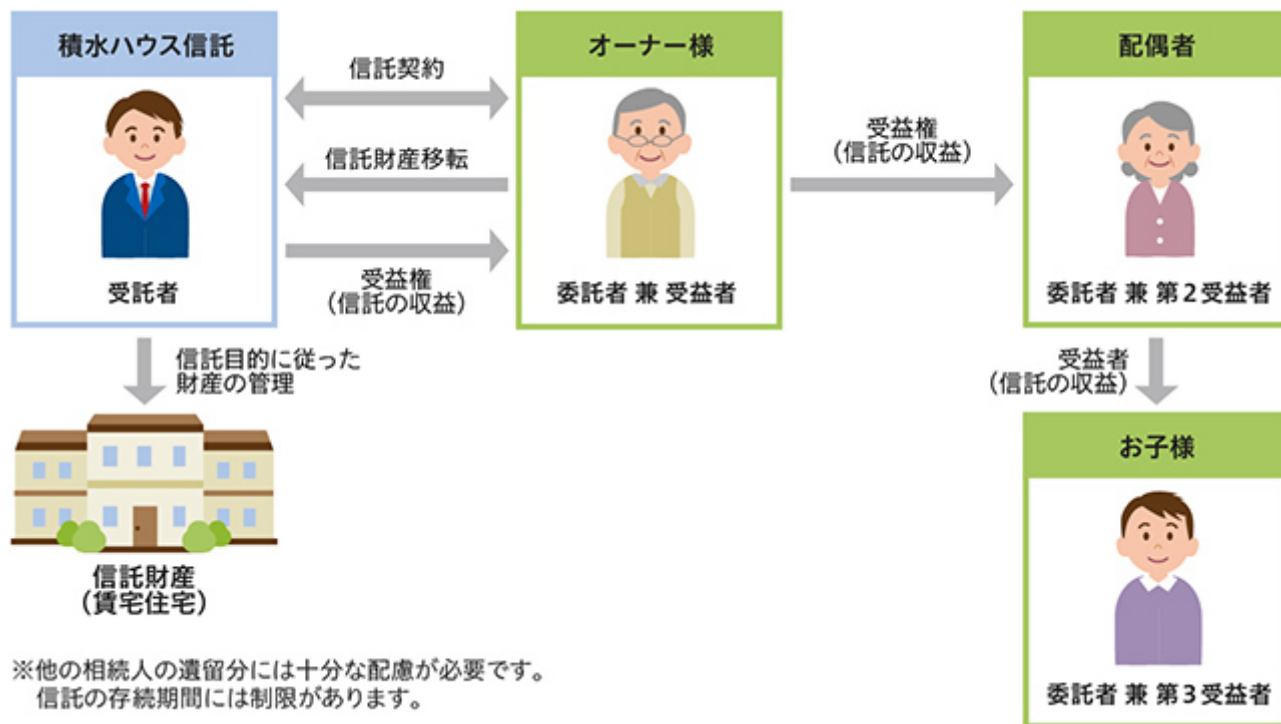 積水ハウス信託
受託者
信託契約
信託財産移転
受益権
（信託の収益）
オーナー様
委託者 兼 受益者
受益権
（信託の収益）
配偶者
委託者 兼 第2受益者
信託目的に従った
財産の管理
信託財産
（賃宅住宅）
受益者
（信託の収益）
お子様
委託者 兼 第3受益者
※他の相続人の遺留分には十分な配慮が必要です。
信託の存続期間には制限があります。